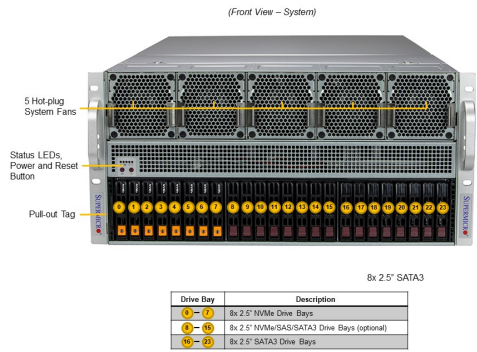 (Front View – System)
5 Hot-plug
System Fans
Status LEDs,
Power and Reset
Button
Pull-out Tag
SUPERMICR
SUPERMICR
0 1 2 3 4 5 6 7 8 9 10 11 12 13 14 15 16 17 18 19 20 21 22 23
8x 2.5" SATA3
Drive Bay Description
0 – 7 8x 2.5" NVMe Drive Bays
8 – 15 8x 2.5" NVMe/SAS/SATA3 Drive Bays (optional)
16 – 23 8x 2.5" SATA3 Drive Bays